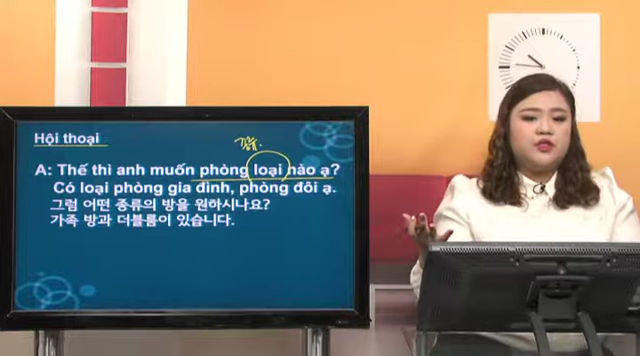 Hội thoại
종류.
A: Thế thì anh muốn phòng loại nào ạ?
Có loại phòng gia đình, phòng đôi ạ.
그럼 어떤 종류의 방을 원하시나요?
가족 방과 더블룸이 있습니다.